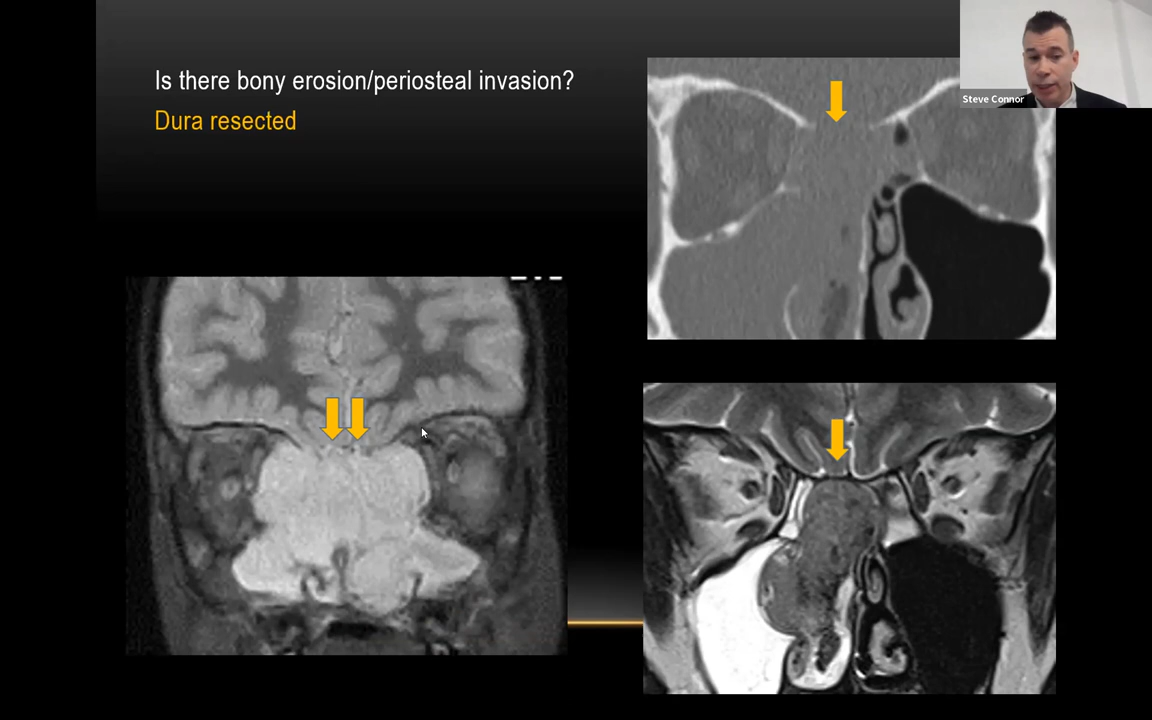 Is there bony erosion/periosteal invasion?
Dura resected
Steve Connor